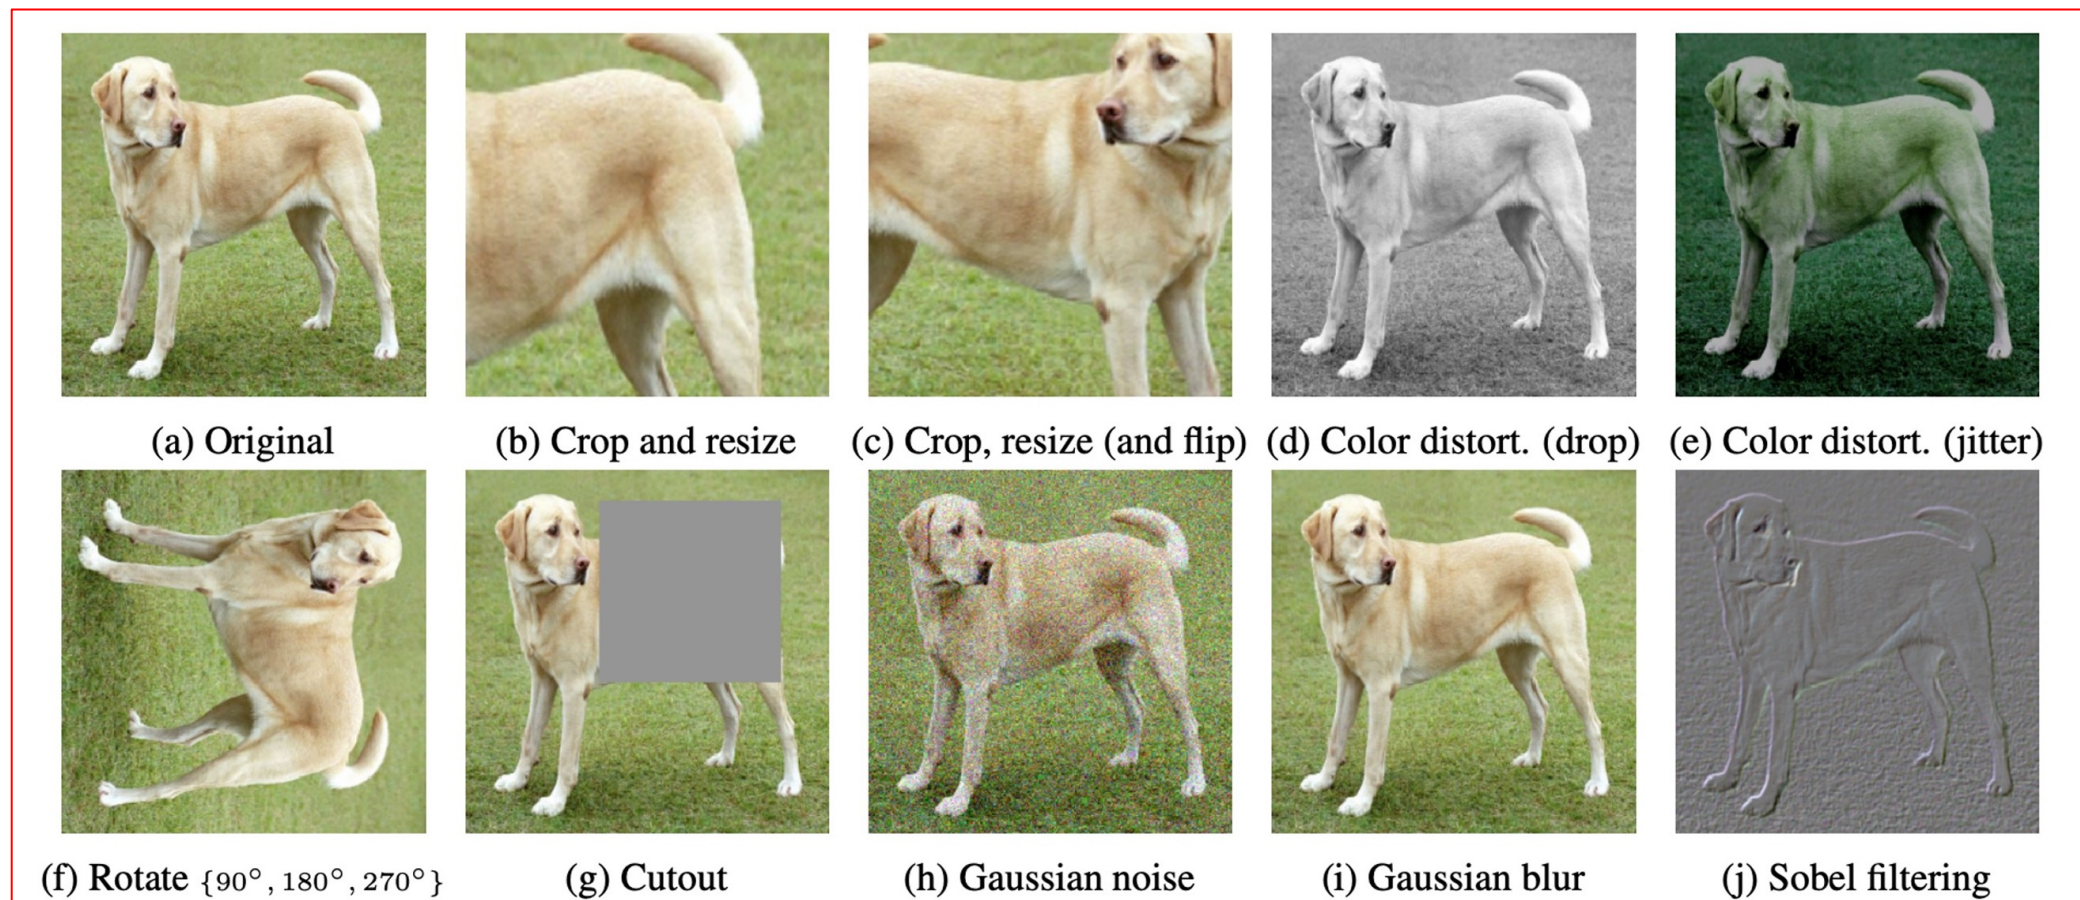 (a) Original
(b) Crop and resize
(c) Crop, resize (and flip)
(d) Color distort. (drop)
(e) Color distort. (jitter)
(f) Rotate {90°, 180°, 270°}
(g) Cutout
(h) Gaussian noise
(i) Gaussian blur
(j) Sobel filtering